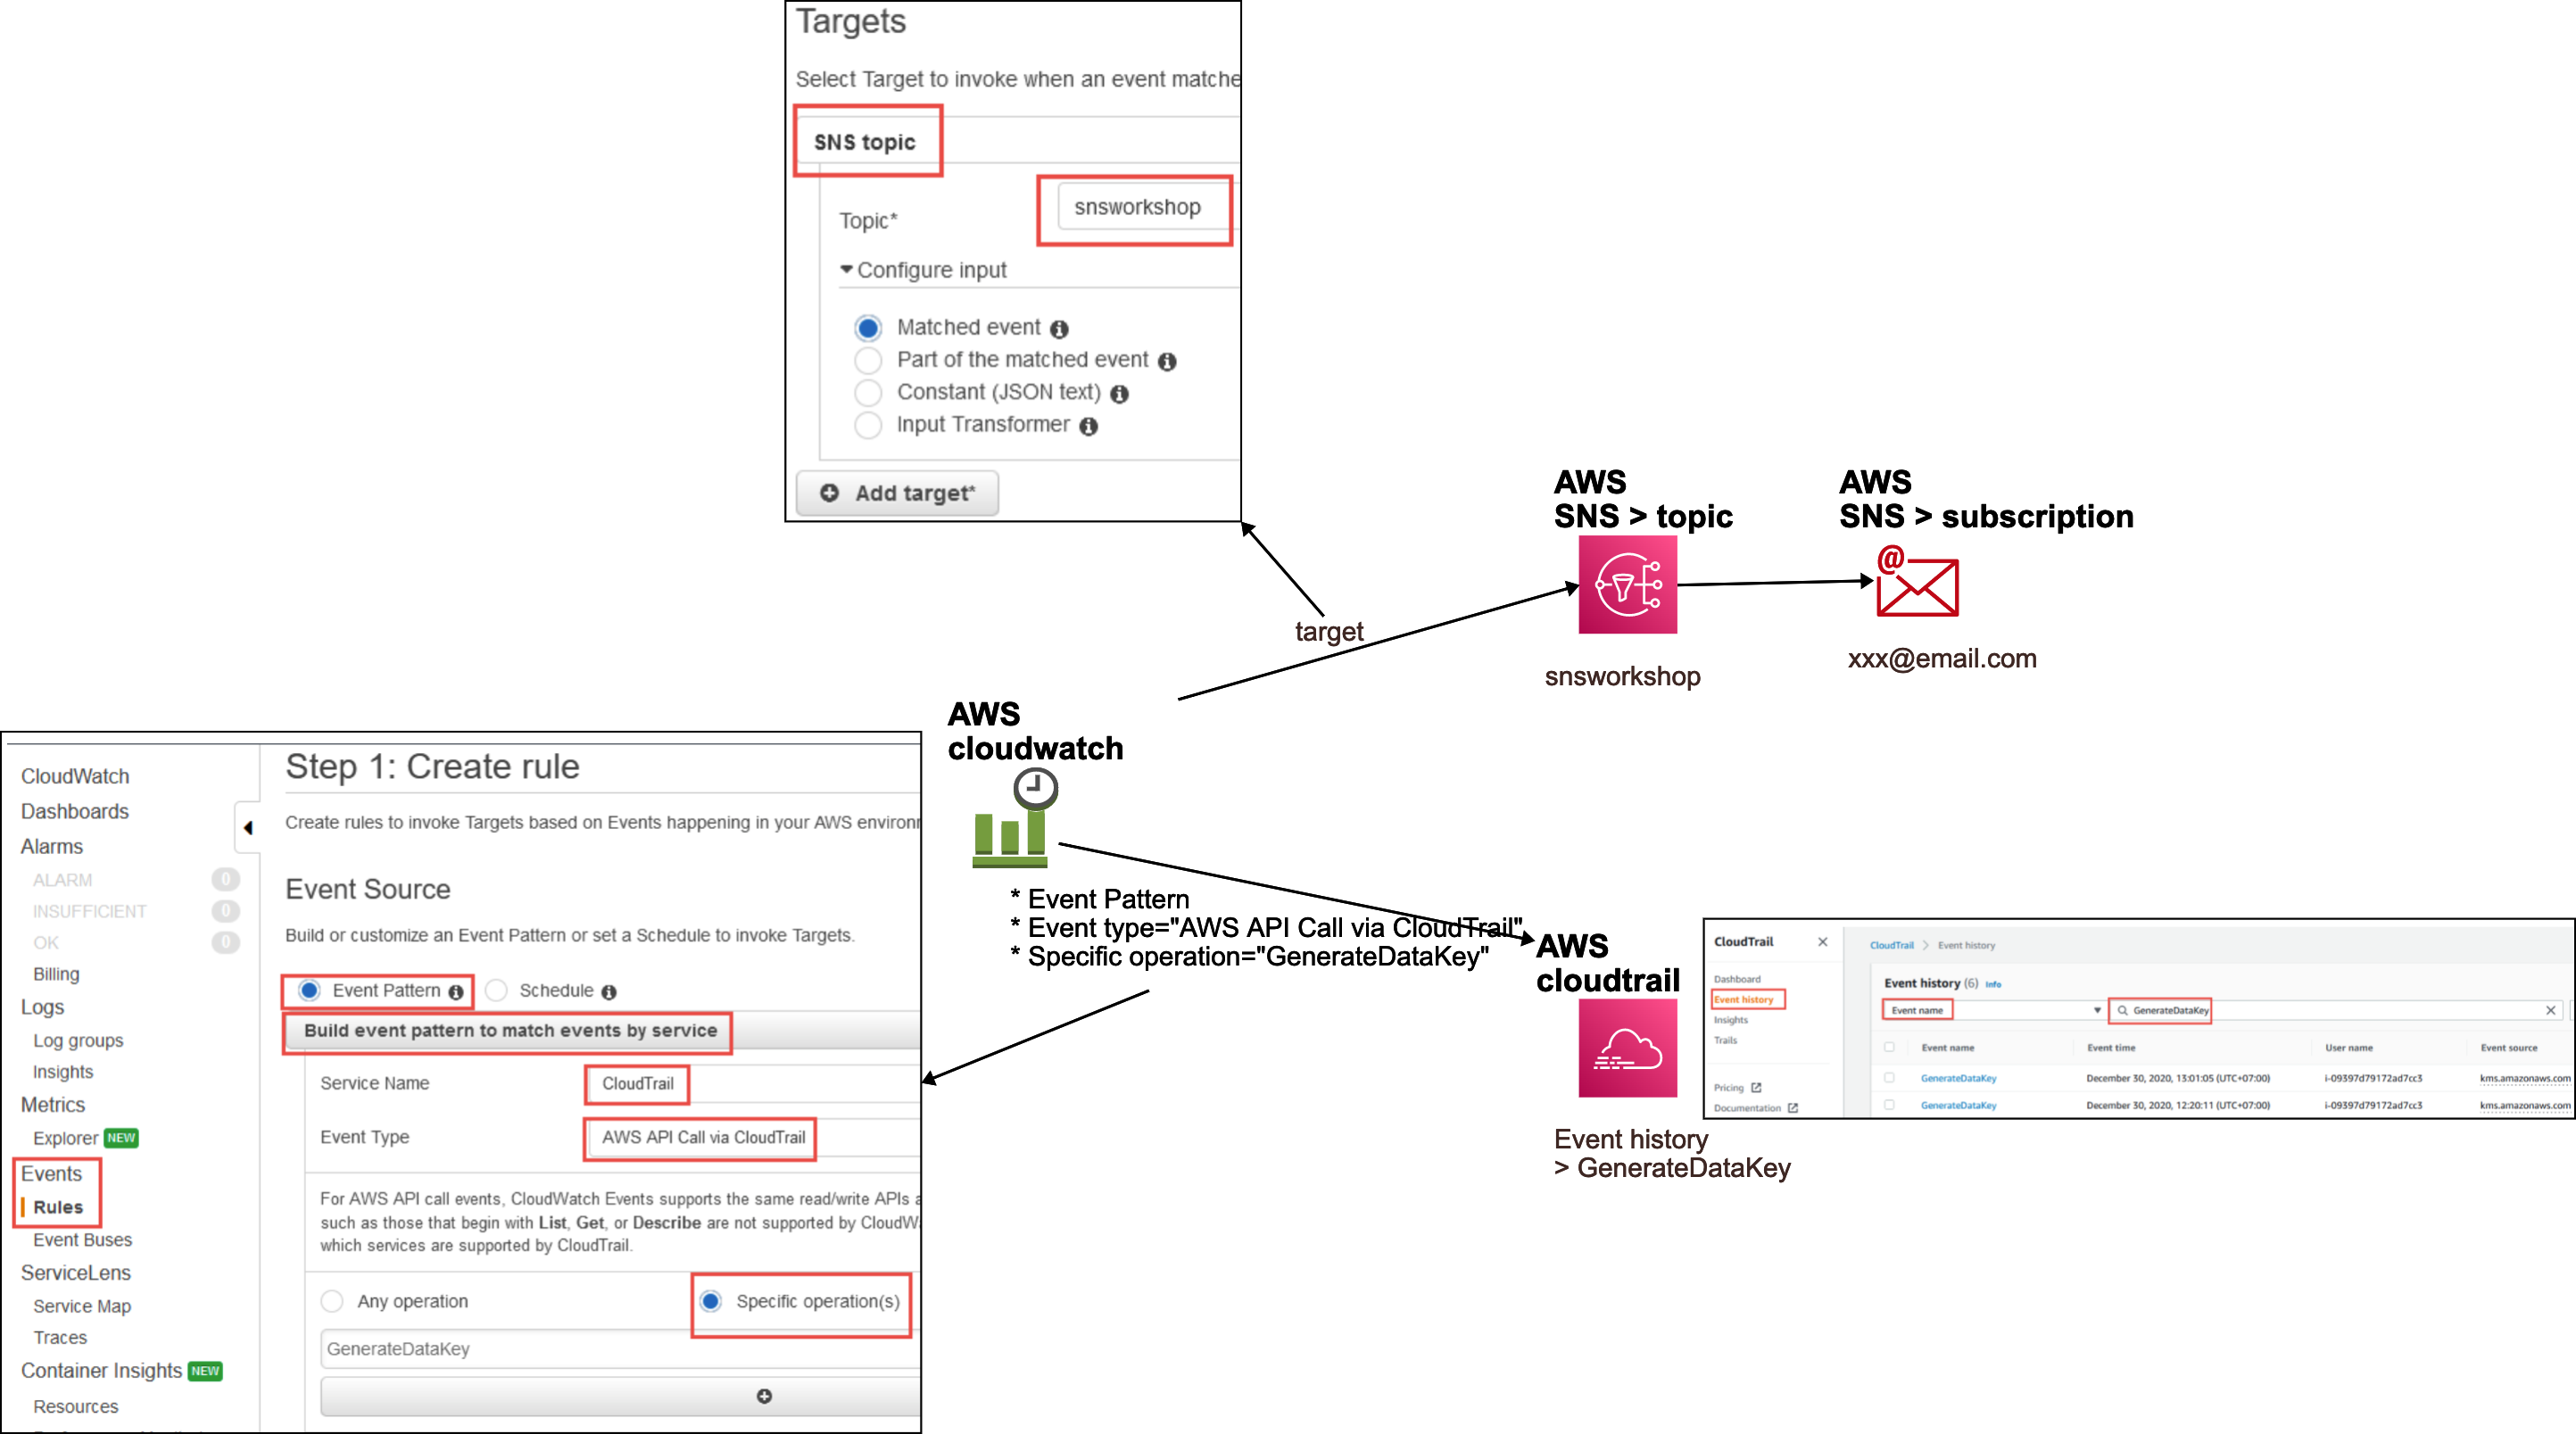 Targets
Select Target to invoke when an event matche
SNS topic
Topic*
snsworkshop
Configure input
Matched event
Part of the matched event
Constant (JSON text)
Input Transformer
Add target*
AWS
SNS > topic
snsworkshop
AWS
SNS > subscription
@
xxx@email.com
target
AWS
cloudwatch
* Event Pattern
* Event type="AWS API Call via CloudTrail"
* Specific operation="GenerateDataKey"
AWS
cloudtrail
Event history
> GenerateDataKey
CloudWatch
Dashboards
Alarms
ALARM 0
INSUFFICIENT 0
OK 0
Billing
Logs
Log groups
Insights
Metrics
Explorer NEW
Events
Rules
Event Buses
ServiceLens
Service Map
Traces
Container Insights NEW
Resources
Step 1: Create rule
Create rules to invoke Targets based on Events happening in your AWS environ
Event Source
Build or customize an Event Pattern or set a Schedule to invoke Targets.
Event Pattern Schedule
Build event pattern to match events by service
Service Name CloudTrail
Event Type AWS API Call via CloudTrail
For AWS API call events, CloudWatch Events supports the same read/write APIs a
such as those that begin with List, Get, or Describe are not supported by CloudW
which services are supported by CloudTrail.
Any operation Specific operation(s)
GenerateDataKey
CloudTrail
Dashboard
Event history
Insights
Trails
Pricing
Documentation
CloudTrail > Event history
Event history (6) Info
Event name GenerateDataKey
Event name Event time User name Event source
GenerateDataKey December 30, 2020, 13:01:05 (UTC+07:00) i-09397d79172ad7cc3 kms.amazonaws.com
GenerateDataKey December 30, 2020, 12:20:11 (UTC+07:00) i-09397d79172ad7cc3 kms.amazonaws.com